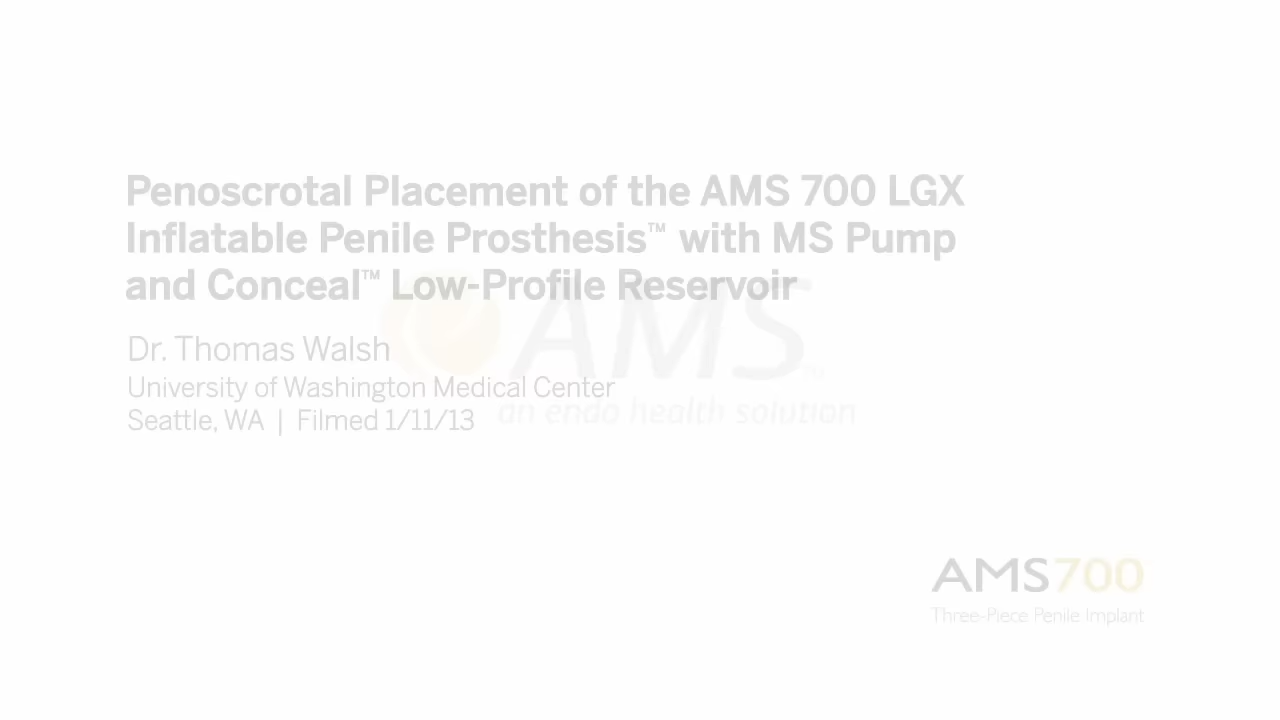 Penoscrotal Placement of the AMS 700 LGX
Inflatable Penile Prosthesis™ with MS Pump
and Conceal™ Low-Profile Reservoir
AMS™
an endo health solution
Dr. Thomas Walsh
University of Washington Medical Center
Seattle, WA | Filmed 1/11/13
AMS700
Three-Piece Penile Implant